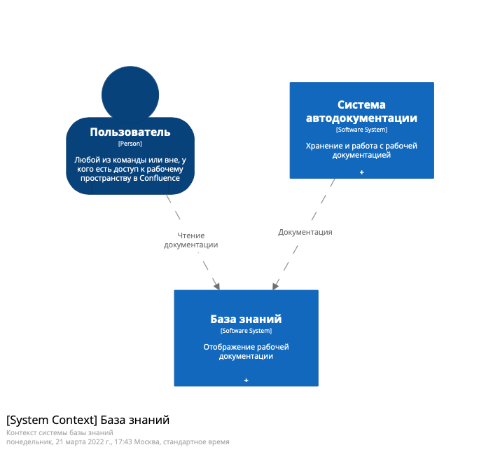 Пользователь
[Person]
Любой из команды или вне, у
кого есть доступ к рабочему
пространству в Confluence
Система
автодокументации
[Software System]
Хранение и работа с рабочей
документацией
+
Чтение
документации
Документация
База знаний
[Software System]
Отображение рабочей
документации
+
[System Context] База знаний
Контекст системы базы знаний
понедельник, 21 марта 2022 г., 17:43 Москва, стандартное время